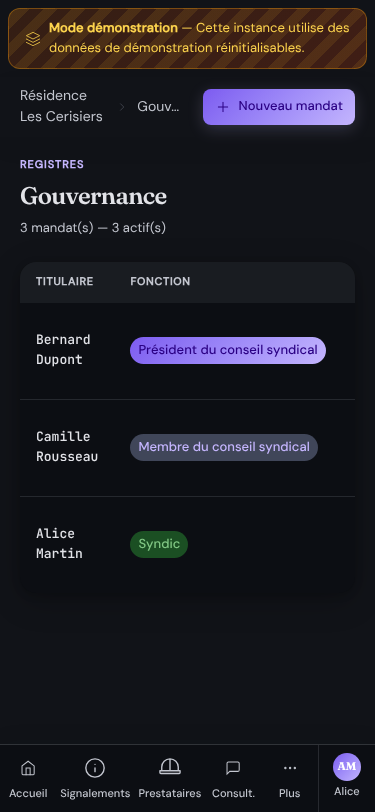 Mode démonstration — Cette instance utilise des
données de démonstration réinitialisables.
Résidence
Les Cerisiers
Gouv...
Nouveau mandat
REGISTRES
Gouvernance
3 mandat(s) — 3 actif(s)
TITULAIRE FONCTION
Bernard
Dupont
Président du conseil syndical
Camille
Rousseau
Membre du conseil syndical
Alice
Martin
Syndic
AM
Accueil Signalements Prestataires Consult. Plus Alice